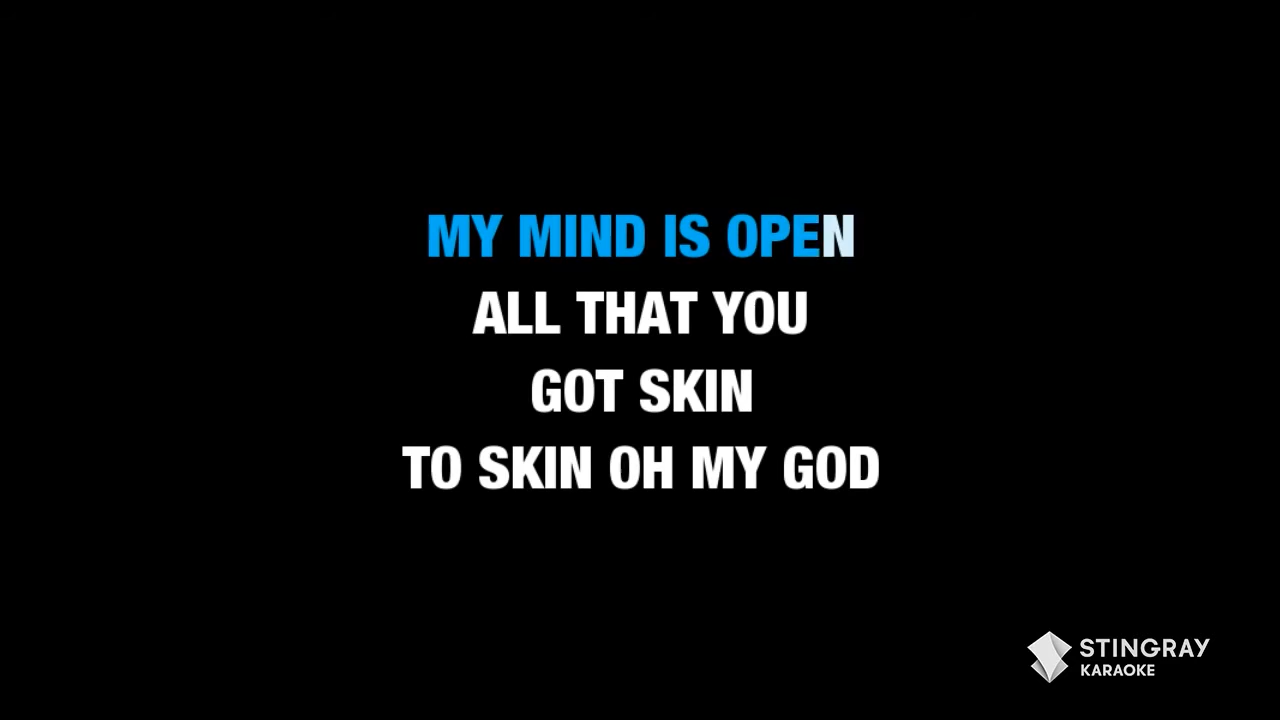 MY MIND IS OPEN
ALL THAT YOU
GOT SKIN
TO SKIN OH MY GOD
STINGRAY
KARAOKE